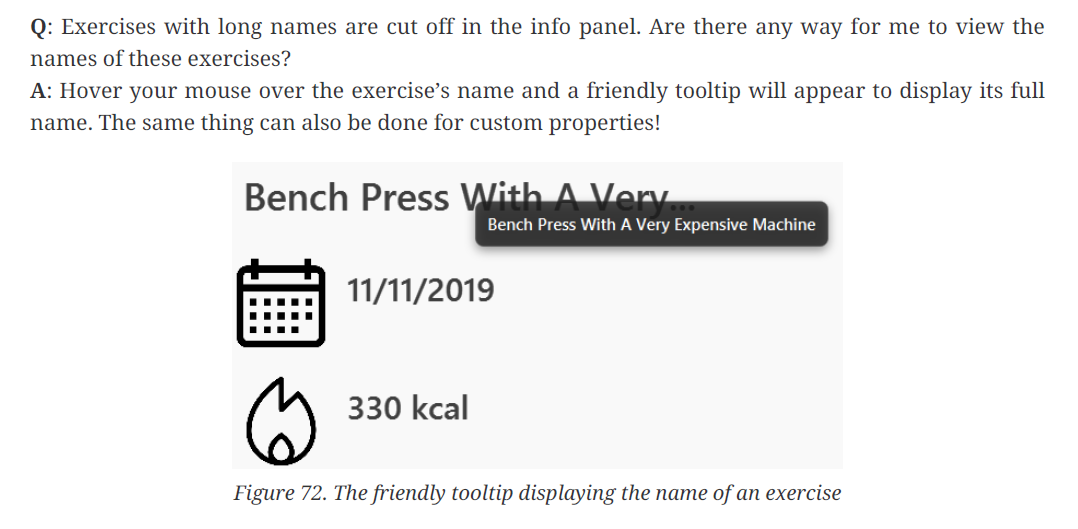 Q: Exercises with long names are cut off in the info panel. Are there any way for me to view the
names of these exercises?
A: Hover your mouse over the exercise’s name and a friendly tooltip will appear to display its full
name. The same thing can also be done for custom properties!
Bench Press With A Very...
Bench Press With A Very Expensive Machine
11/11/2019
330 kcal
Figure 72. The friendly tooltip displaying the name of an exercise